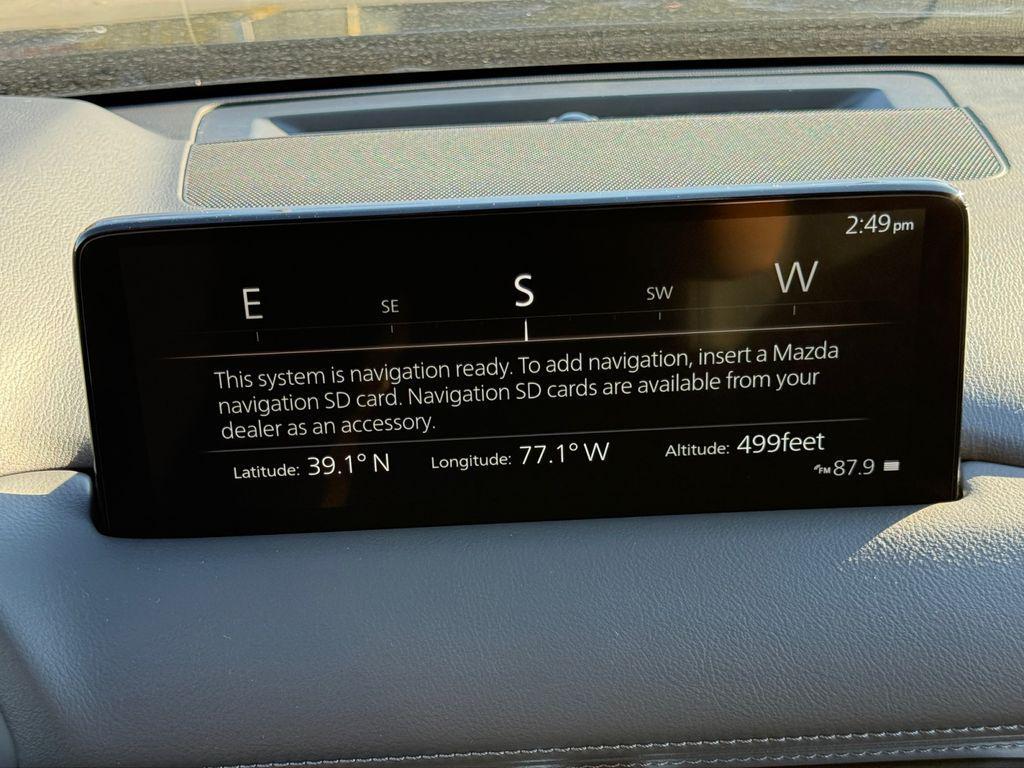 2:49pm
E SE S SW W
This system is navigation ready. To add navigation, insert a Mazda
navigation SD card. Navigation SD cards are available from your
dealer as an accessory.
Latitude: 39.1° N Longitude: 77.1° W Altitude: 499feet
FM 87.9